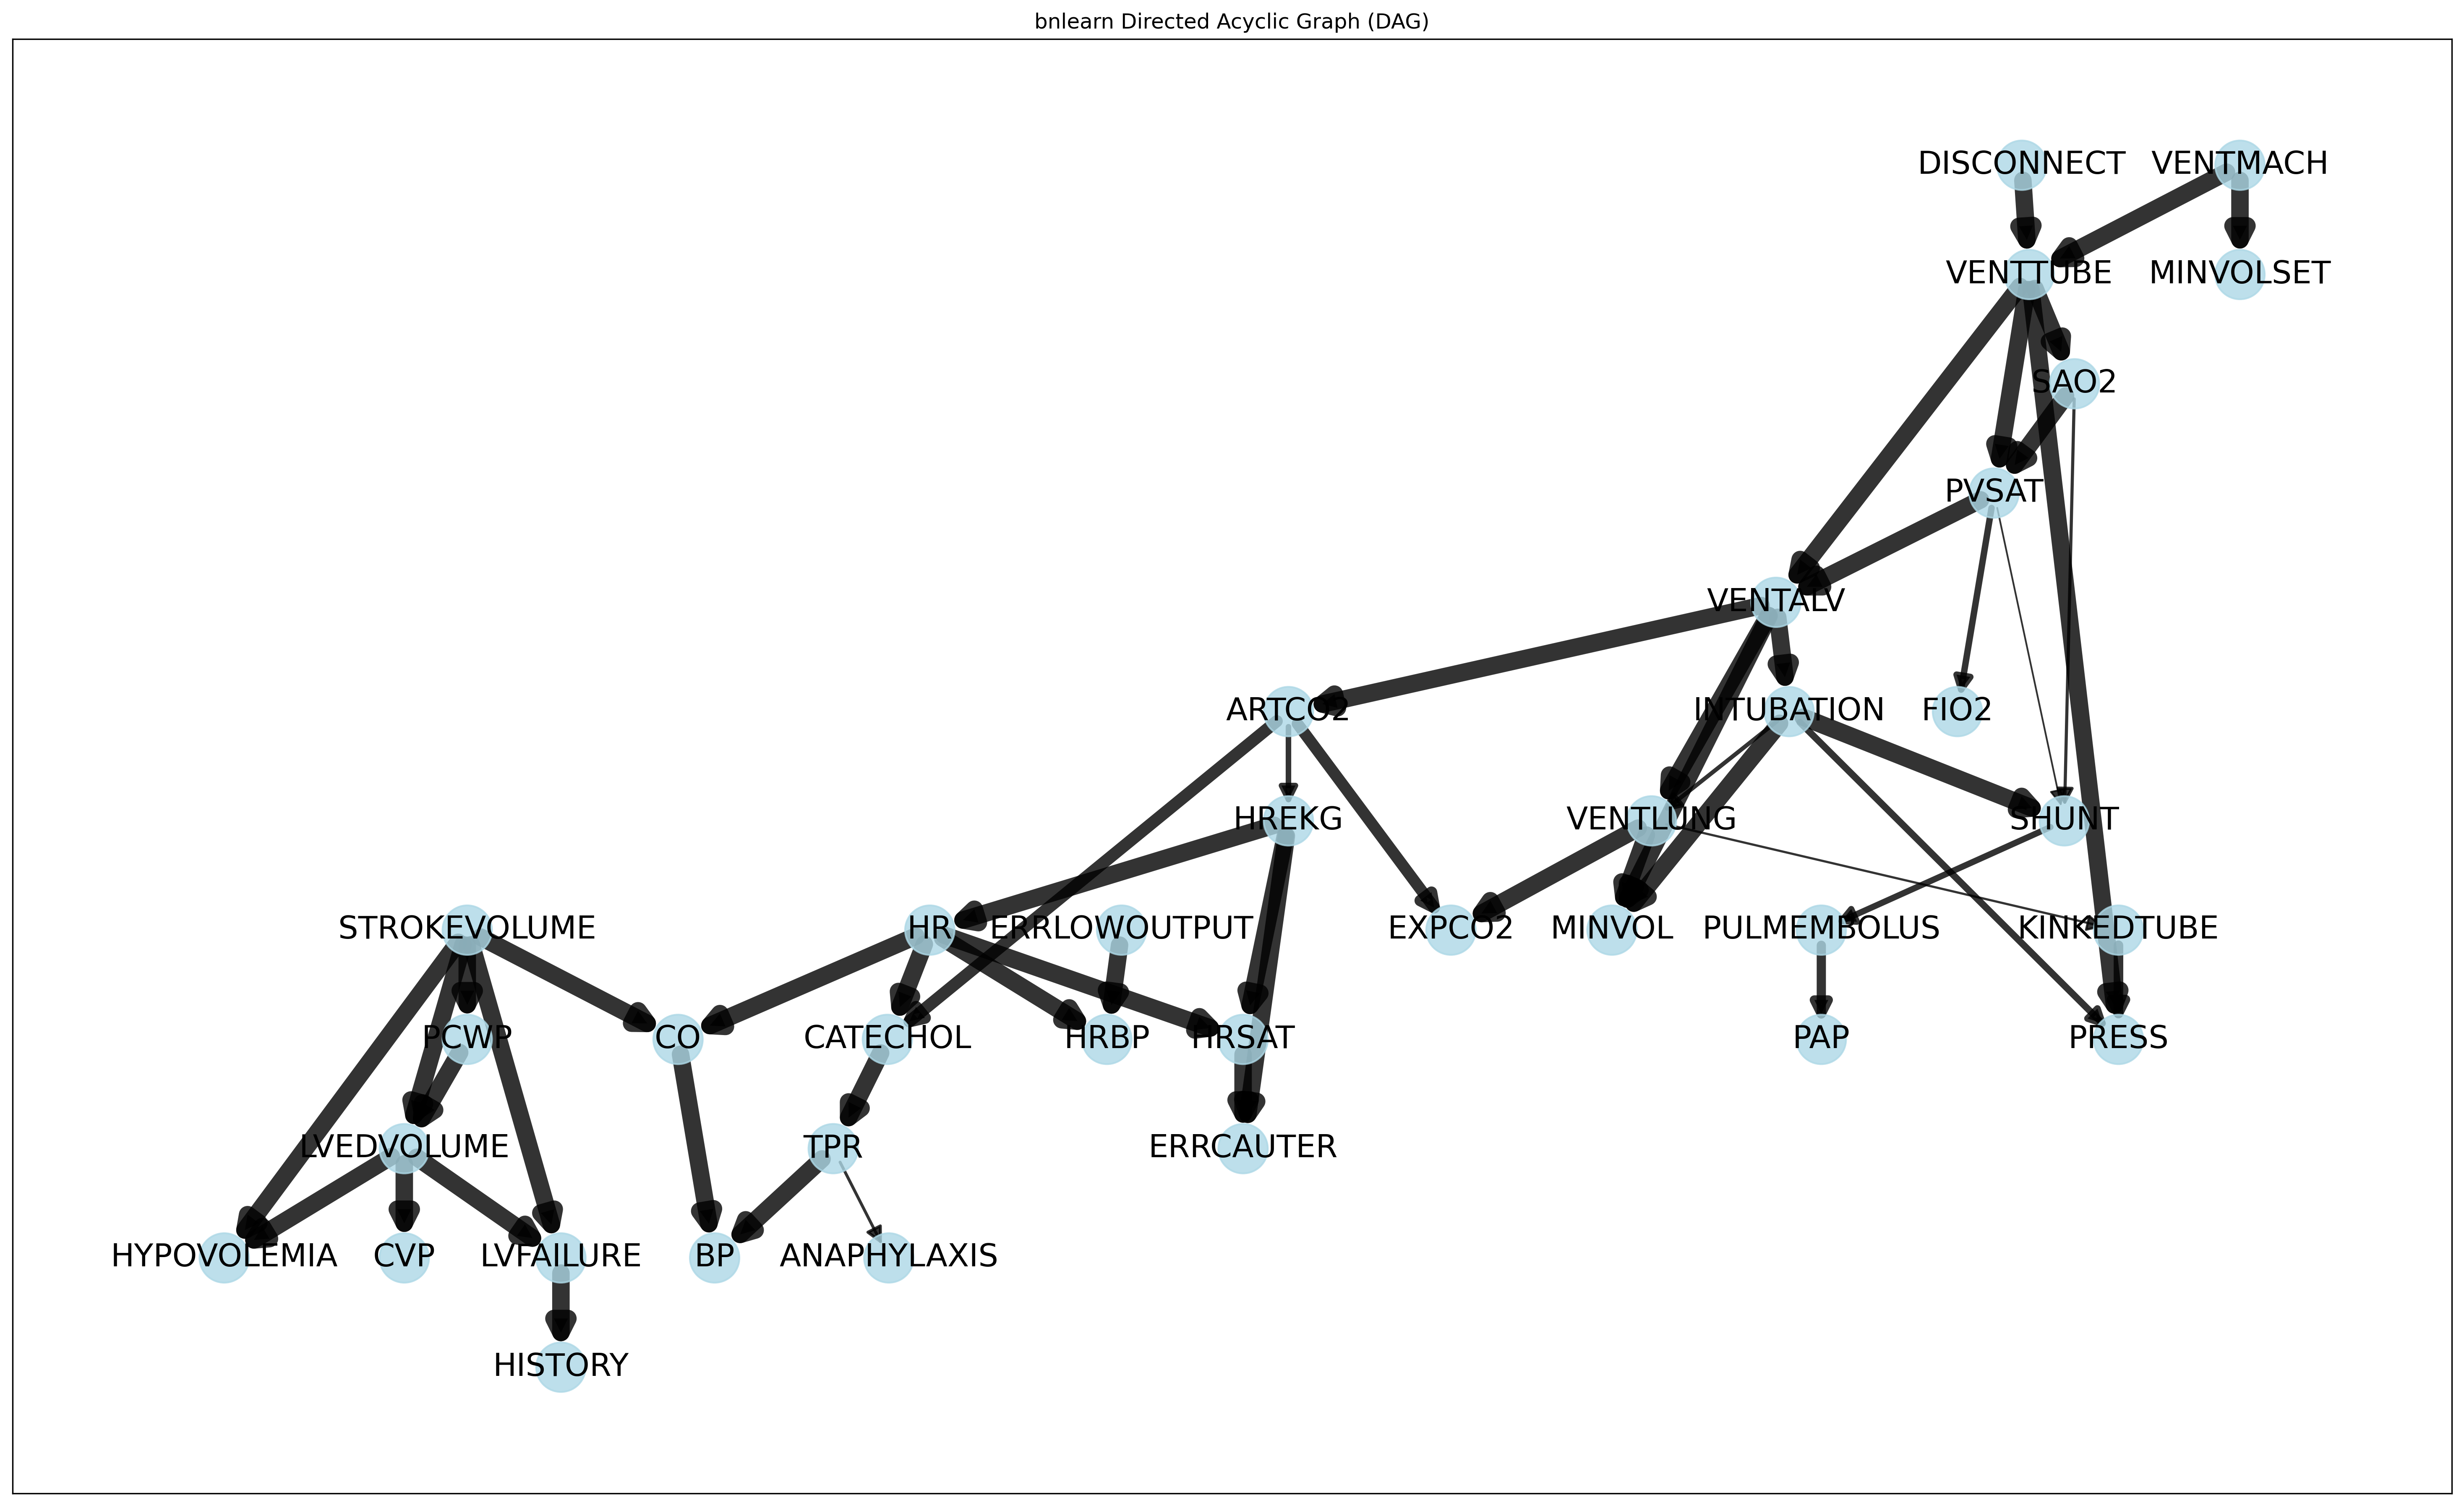 bnlearn Directed Acyclic Graph (DAG)
DISCONNECT VENTMACH
VENTTUBE MINVOLSET
SAO2
PVSAT
VENTALV
ARTCO2 INTUBATION FIO2
HREKG VENTLUNG SHUNT
STROKEVOLUME HR ERRLOWOUTPUT EXPCO2 MINVOL PULMEMBOLUS KINKEDTUBE
PCWP CO CATECHOL HRBP HRSAT PAP PRESS
LVEDVOLUME TPR ERRCAUTER
HYPOVOLEMIA CVP LVFAILURE BP ANAPHYLAXIS
HISTORY